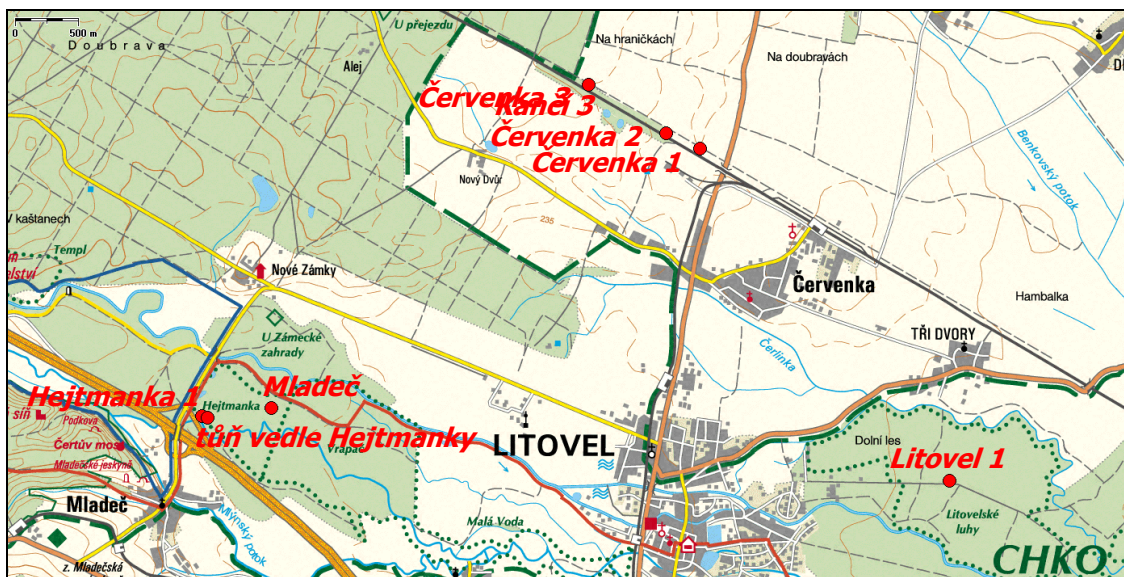 0 500 m
Doubrava
U přejezdu
Na hraničkách
Alej
Na doubravách
Červenka 3
Kančí 3
Červenka 2
Červenka 1
Nový Dvůr
Benkovský potok
V kaštanech
235
Templ
Nové Zámky
Červenka
Hambalka
U Zámecké
zahrady
Čerlinka
TŘI DVORY
Hejtmanka 1
Hejtmanka
Mladeč
síň
Podkova
tůň vedle Hejtmanky
Čertův most
Vrapač
Mladečské jeskyně
LITOVEL
Dolní les
Litovel 1
Mladeč
Mlýnský potok
Malá Voda
Litovelské
luhy
z. Mladečská
CHKO